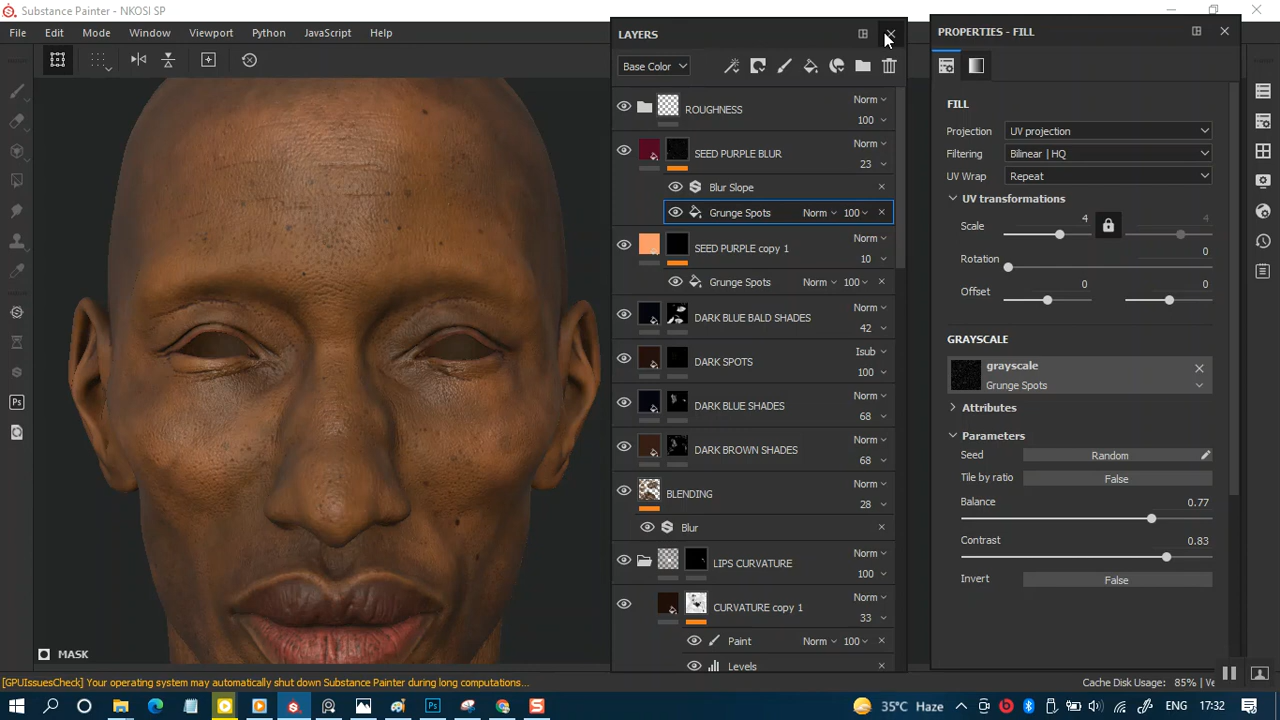 Substance Painter - NKOSI SP
File Edit Mode Window Viewport Python JavaScript Help
LAYERS
Base Color
ROUGHNESS Norm 100
SEED PURPLE BLUR Norm 23
Blur Slope
Grunge Spots Norm 100
SEED PURPLE copy 1 Norm 10
Grunge Spots Norm 100
DARK BLUE BALD SHADES Norm 42
DARK SPOTS Isub 100
DARK BLUE SHADES Norm 68
DARK BROWN SHADES Norm 68
BLENDING Norm 28
Blur
LIPS CURVATURE Norm 100
CURVATURE copy 1 Norm 33
Paint Norm 100
Levels
PROPERTIES - FILL
FILL
Projection UV projection
Filtering Bilinear | HQ
UV Wrap Repeat
UV transformations
Scale 4 4
Rotation 0
Offset 0 0
GRAYSCALE
grayscale
Grunge Spots
Attributes
Parameters
Seed Random
Tile by ratio False
Balance 0.77
Contrast 0.83
Invert False
MASK
[GPUIssuesCheck] Your operating system may automatically shut down Substance Painter during long computations...
Cache Disk Usage: 85% | Ve
35°C Haze ENG 17:32